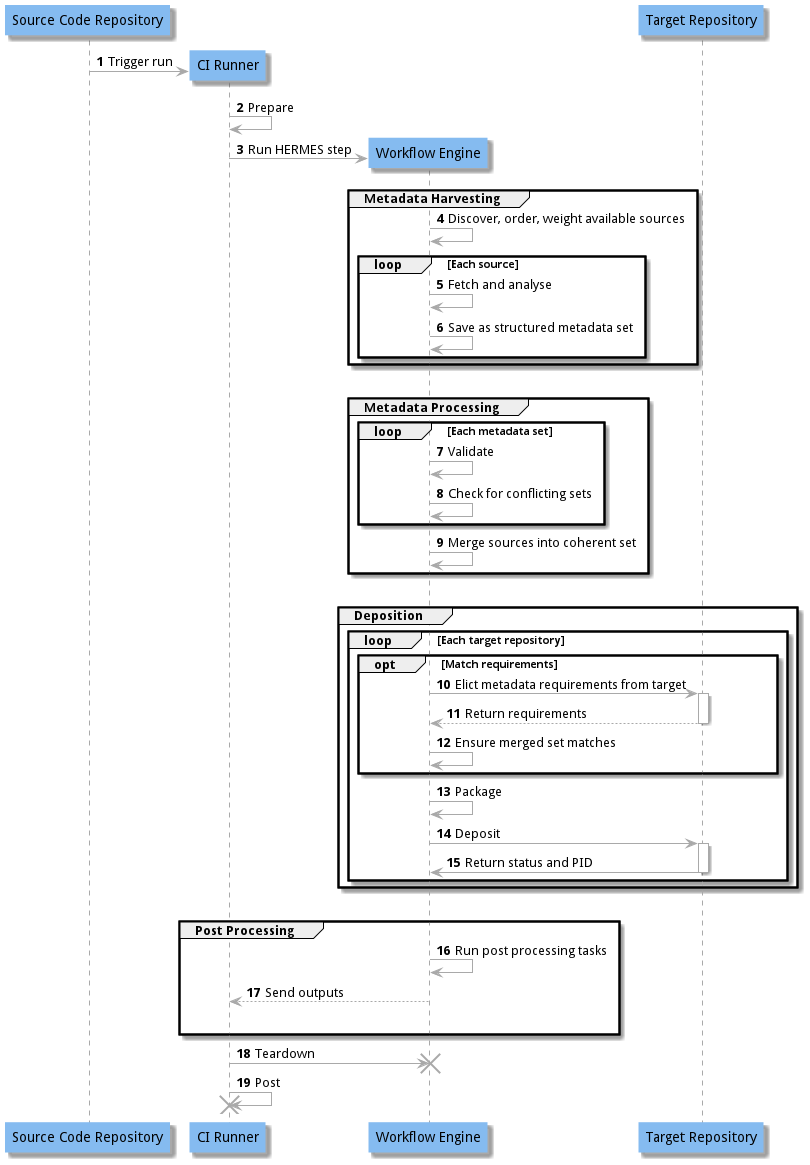 Source Code Repository
Target Repository
1 Trigger run
CI Runner
2 Prepare
3 Run HERMES step
Workflow Engine
Metadata Harvesting
4 Discover, order, weight available sources
loop [Each source]
5 Fetch and analyse
6 Save as structured metadata set
Metadata Processing
loop [Each metadata set]
7 Validate
8 Check for conflicting sets
9 Merge sources into coherent set
Deposition
loop [Each target repository]
opt [Match requirements]
10 Elict metadata requirements from target
11 Return requirements
12 Ensure merged set matches
13 Package
14 Deposit
15 Return status and PID
Post Processing
16 Run post processing tasks
17 Send outputs
18 Teardown
19 Post
Source Code Repository
CI Runner
Workflow Engine
Target Repository